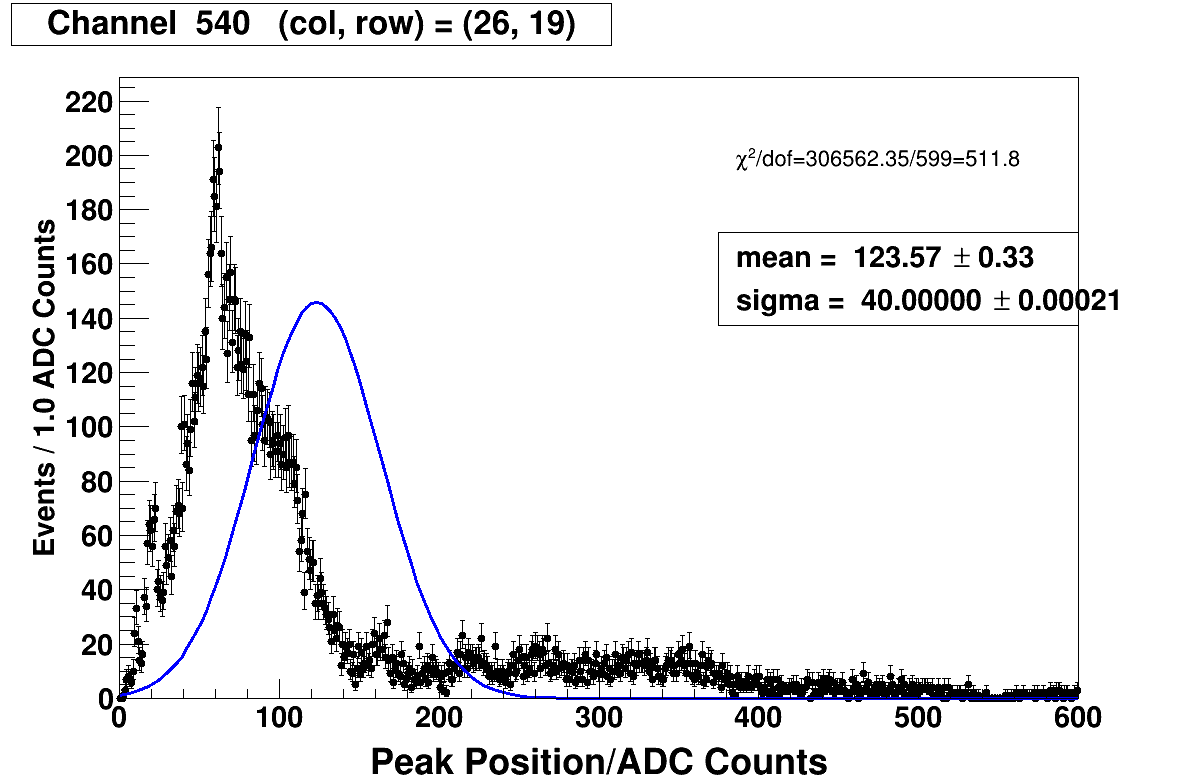 Channel 540 (col, row) = (26, 19)
χ²/dof=306562.35/599=511.8
mean = 123.57 ± 0.33
sigma = 40.00000 ± 0.00021
Events / 1.0 ADC Counts
220
200
180
160
140
120
100
80
60
40
20
0
0 100 200 300 400 500 600
Peak Position/ADC Counts